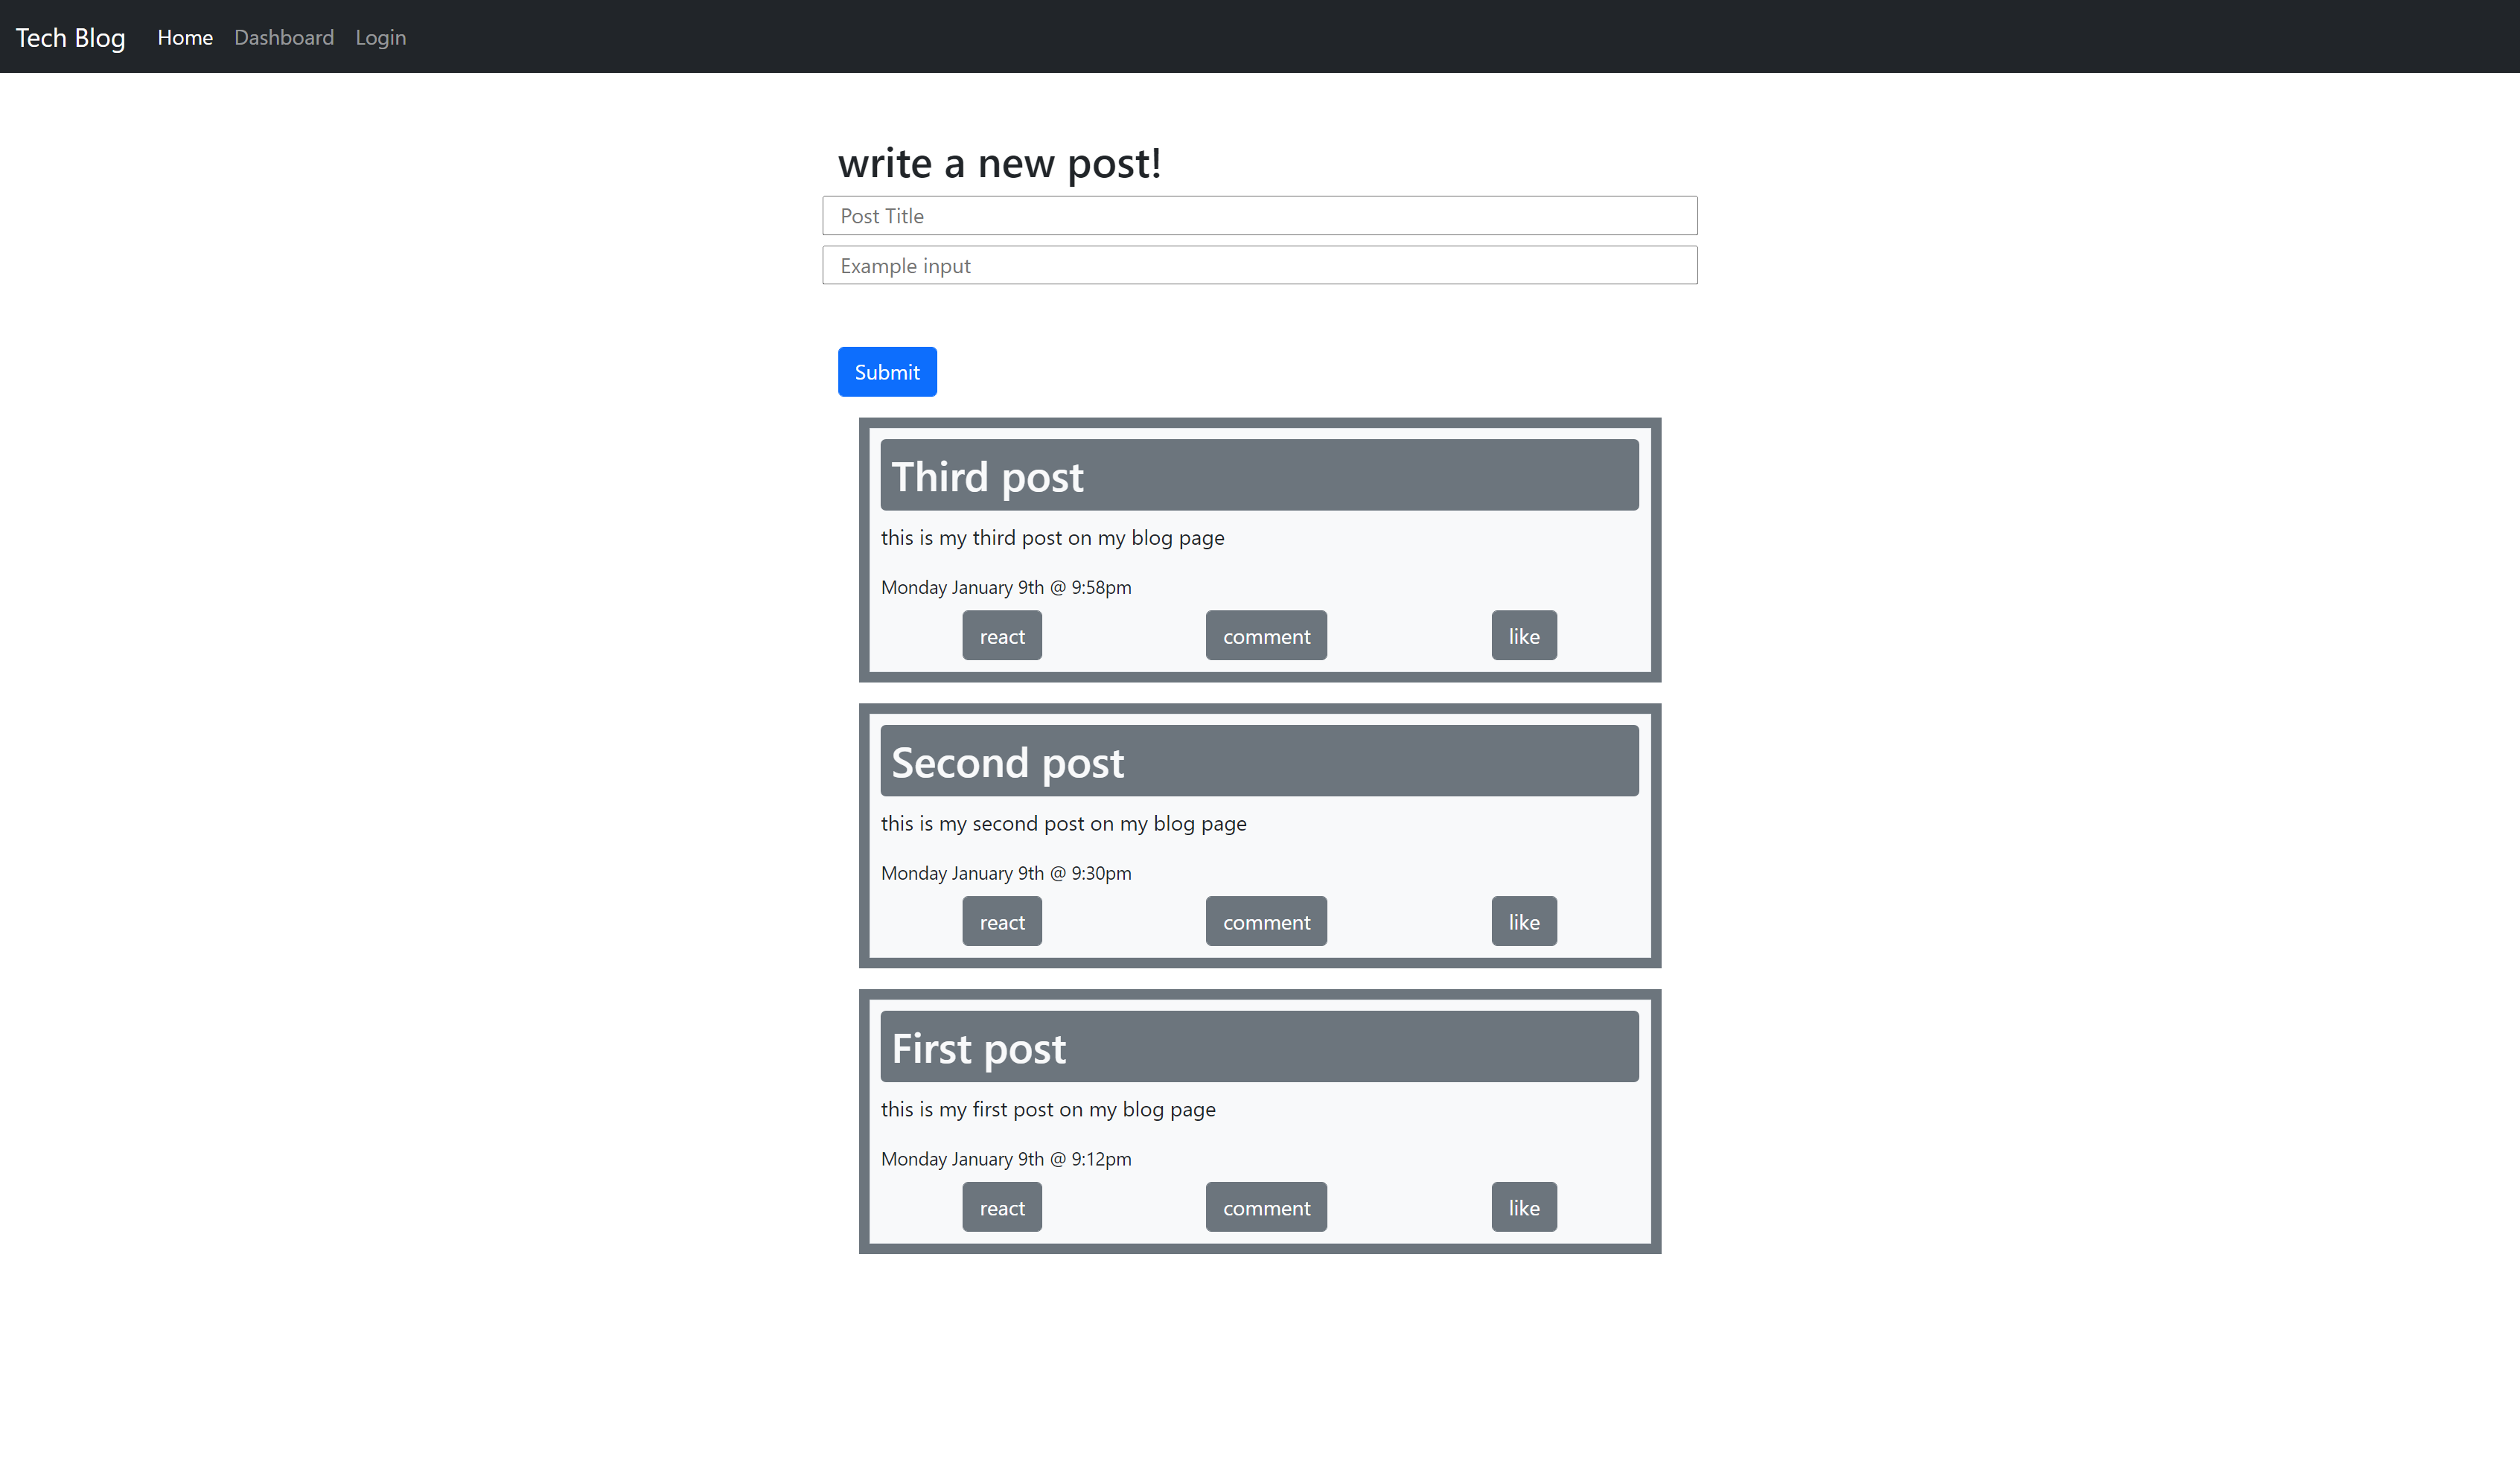 Tech Blog Home Dashboard Login
write a new post!
Post Title
Example input
Submit
Third post
this is my third post on my blog page
Monday January 9th @ 9:58pm
react comment like
Second post
this is my second post on my blog page
Monday January 9th @ 9:30pm
react comment like
First post
this is my first post on my blog page
Monday January 9th @ 9:12pm
react comment like